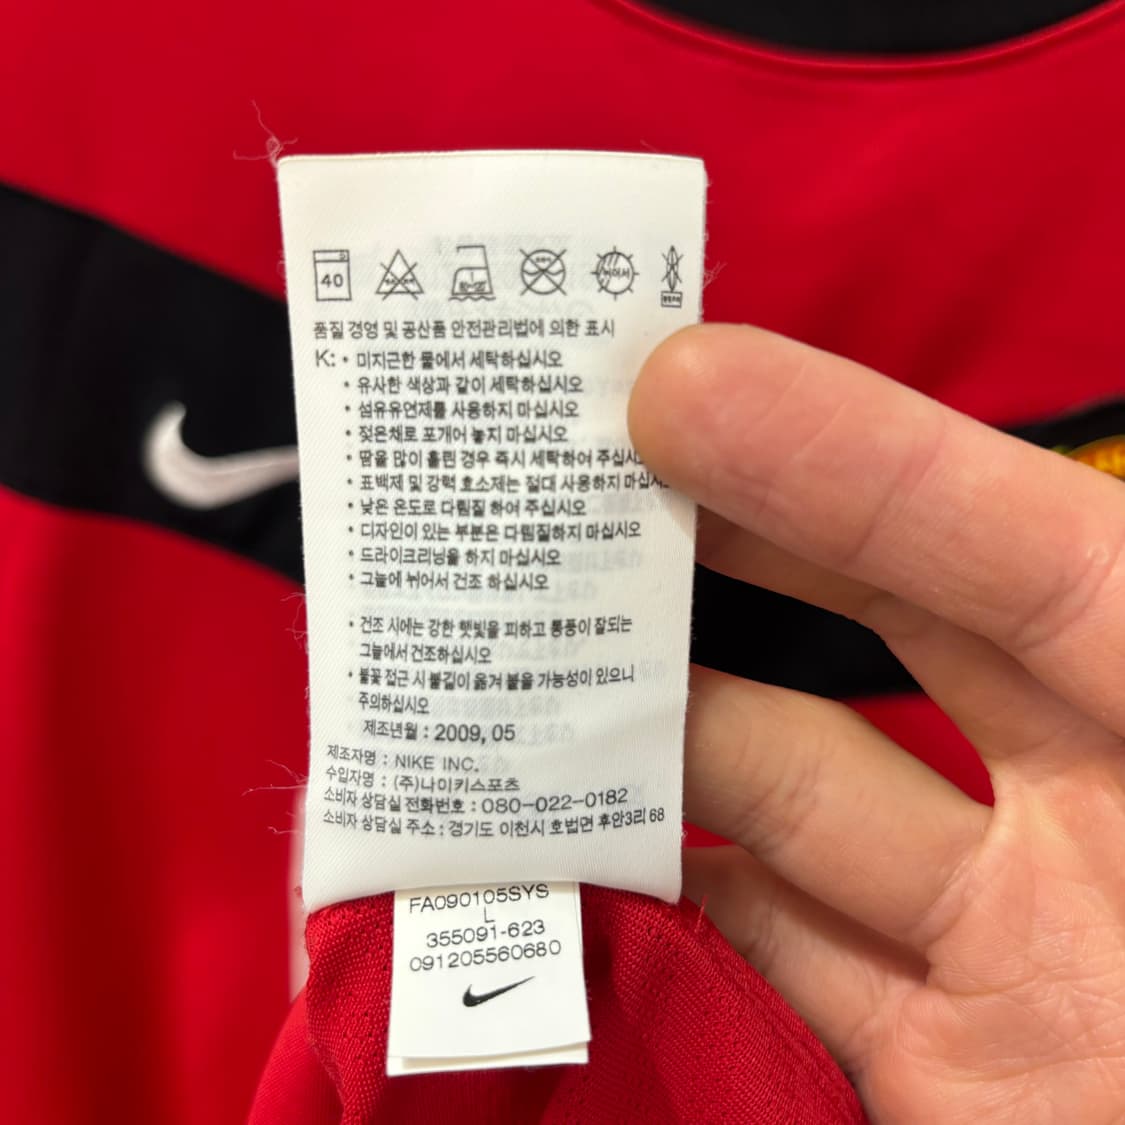 40
품질 경영 및 공산품 안전관리법에 의한 표시
K: • 미지근한 물에서 세탁하십시오
• 유사한 색상과 같이 세탁하십시오
• 섬유유연제를 사용하지 마십시오
• 젖은채로 포개어 놓지 마십시오
• 땀을 많이 흘린 경우 즉시 세탁하여 주십시
• 표백제 및 강력 효소제는 절대 사용하지 마십시
• 낮은 온도로 다림질 하여 주십시오
• 디자인이 있는 부분은 다림질하지 마십시오
• 드라이크리닝을 하지 마십시오
• 그늘에 뉘어서 건조 하십시오
• 건조 시에는 강한 햇빛을 피하고 통풍이 잘되는
그늘에서 건조하십시오
• 불꽃 접근 시 불길이 옮겨 붙을 가능성이 있으니
주의하십시오
제조년월 : 2009, 05
제조자명 : NIKE INC.
수입자명 : (주)나이키스포츠
소비자 상담실 전화번호 : 080-022-0182
소비자 상담실 주소 : 경기도 이천시 호법면 후안3리 68
FA090105SYS
L
355091-623
091205560680